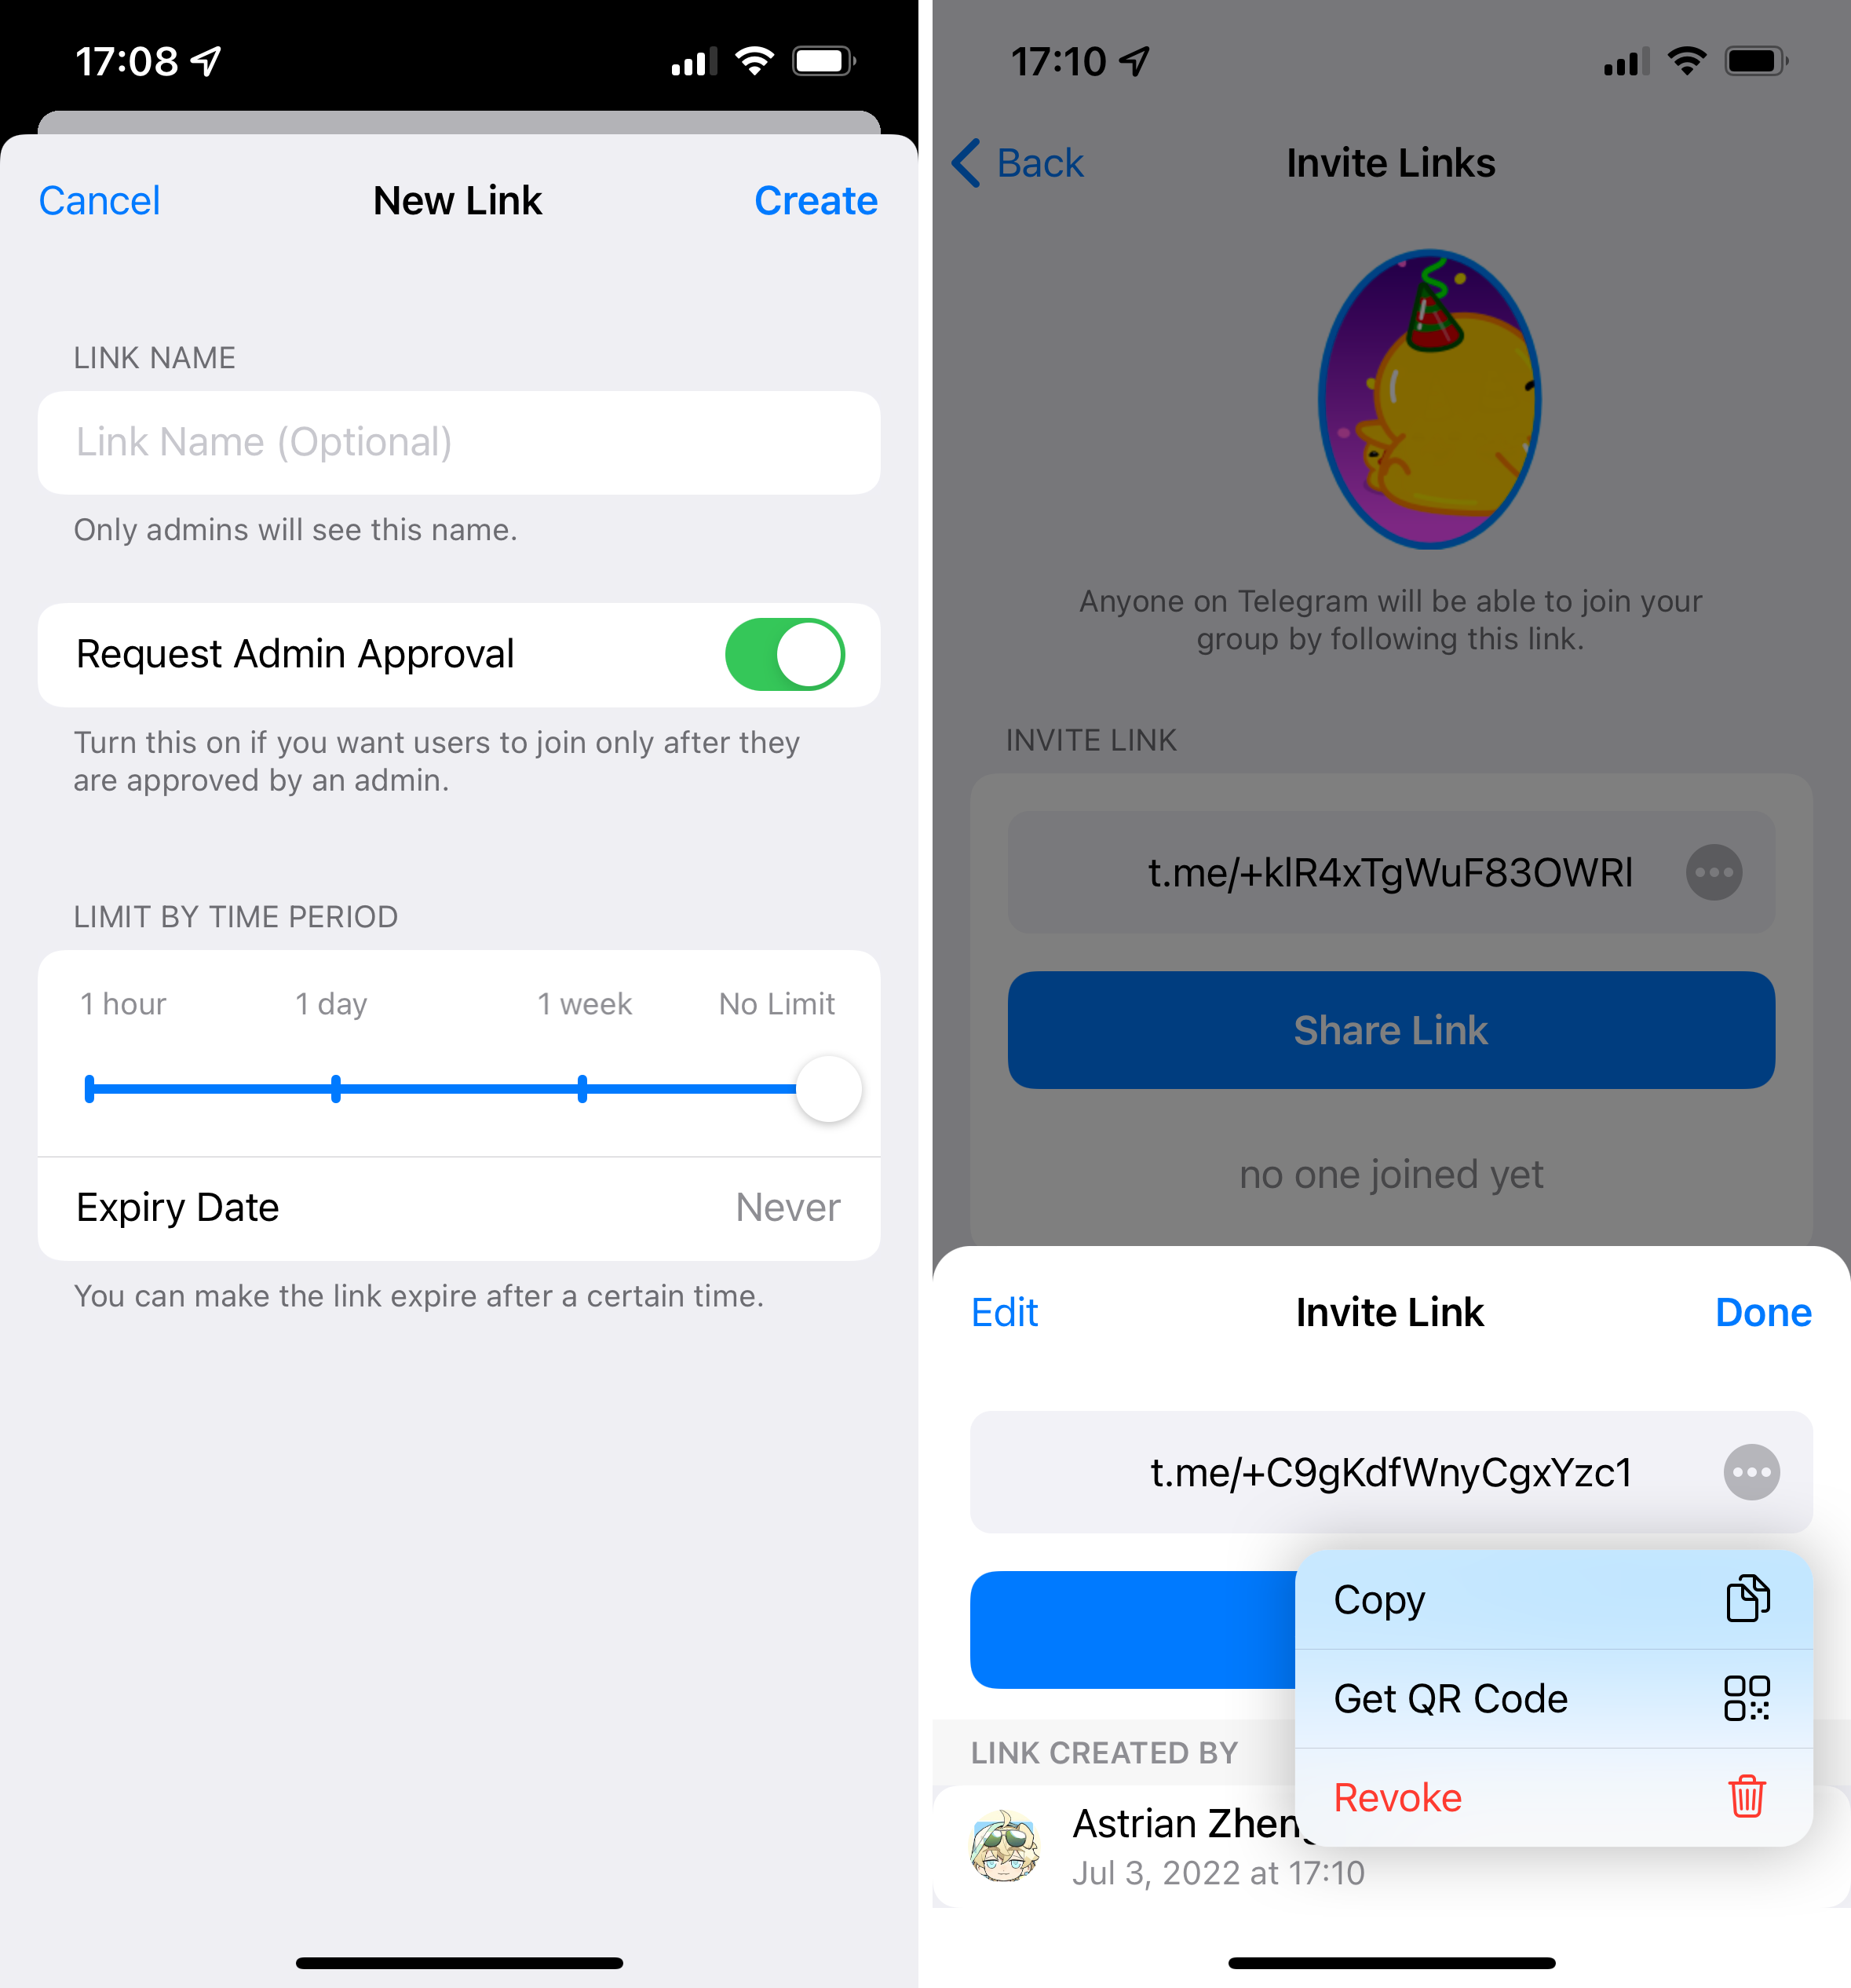 17:08
Cancel
New Link
Create
LINK NAME
Link Name (Optional)
Only admins will see this name.
Request Admin Approval
Turn this on if you want users to join only after they
are approved by an admin.
LIMIT BY TIME PERIOD
1 hour
1 day
1 week
No Limit
Expiry Date
Never
You can make the link expire after a certain time.
17:10
Back
Invite Links
Anyone on Telegram will be able to join your
group by following this link.
INVITE LINK
t.me/+klR4xTgWuF83OWRl
Share Link
no one joined yet
Edit
Invite Link
Done
t.me/+C9gKdfWnyCgxYzc1
Copy
Get QR Code
Revoke
LINK CREATED BY
Astrian
Jul 3, 2022 at 17:10